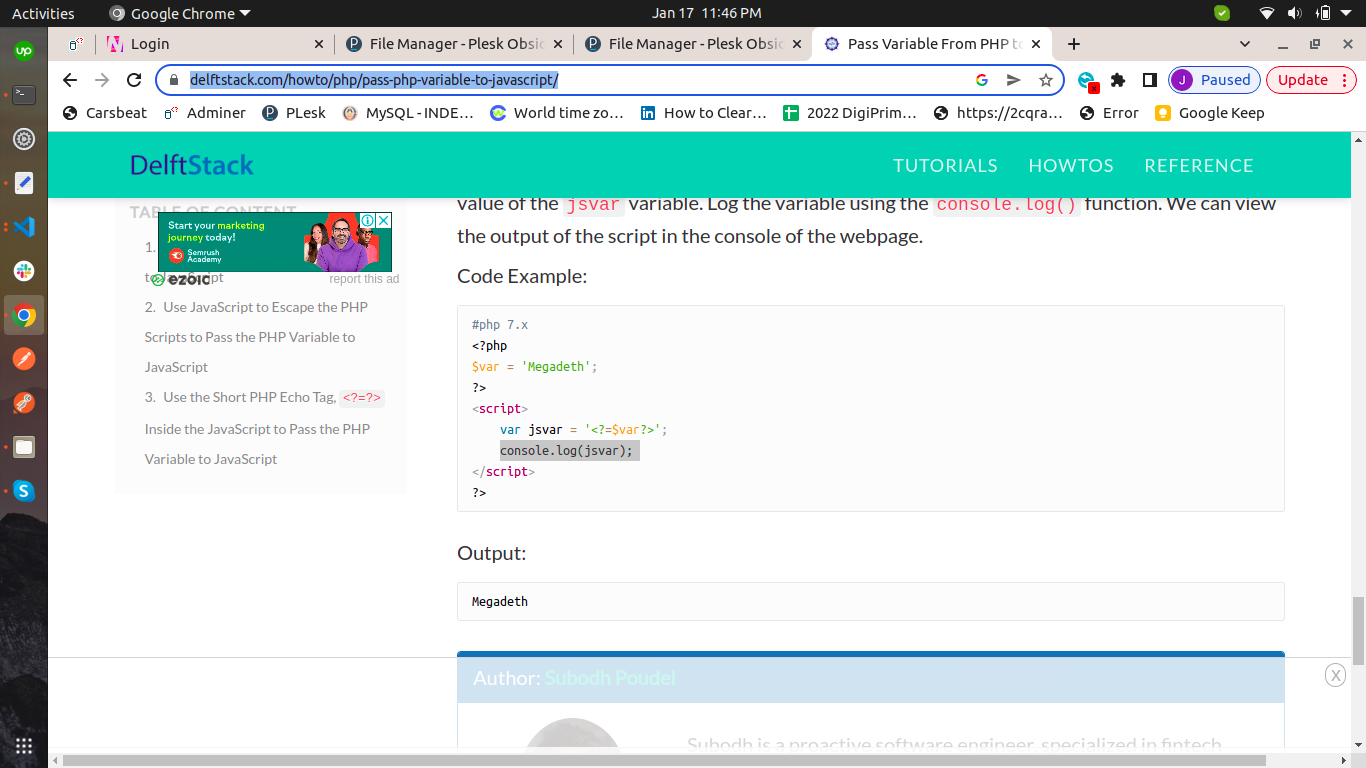 Activities
Google Chrome
Jan 17 11:46 PM
up
Login
File Manager - Plesk Obsic
File Manager - Plesk Obsic
Pass Variable From PHP to
delftstack.com/howto/php/pass-php-variable-to-javascript/
J Paused
Update
Carsbeat
Adminer
PLesk
MySQL - INDE…
World time zo…
How to Clear…
2022 DigiPrim…
https://2cqra…
Error
Google Keep
DelftStack
TUTORIALS
HOWTOS
REFERENCE
TABLE OF CONTENT
Start your marketing
journey today!
Semrush
Academy
1.
to JavaScript
ezoic
report this ad
2. Use JavaScript to Escape the PHP
Scripts to Pass the PHP Variable to
JavaScript
3. Use the Short PHP Echo Tag, <?=?>
Inside the JavaScript to Pass the PHP
Variable to JavaScript
value of the jsvar variable. Log the variable using the console.log() function. We can view
the output of the script in the console of the webpage.
Code Example:
#php 7.x
<?php
$var = 'Megadeth';
?>
<script>
var jsvar = '<?=$var?>';
console.log(jsvar);
</script>
?>
Output:
Megadeth
Author: Subodh Poudel
X
Subodh is a proactive software engineer, specialized in fintech